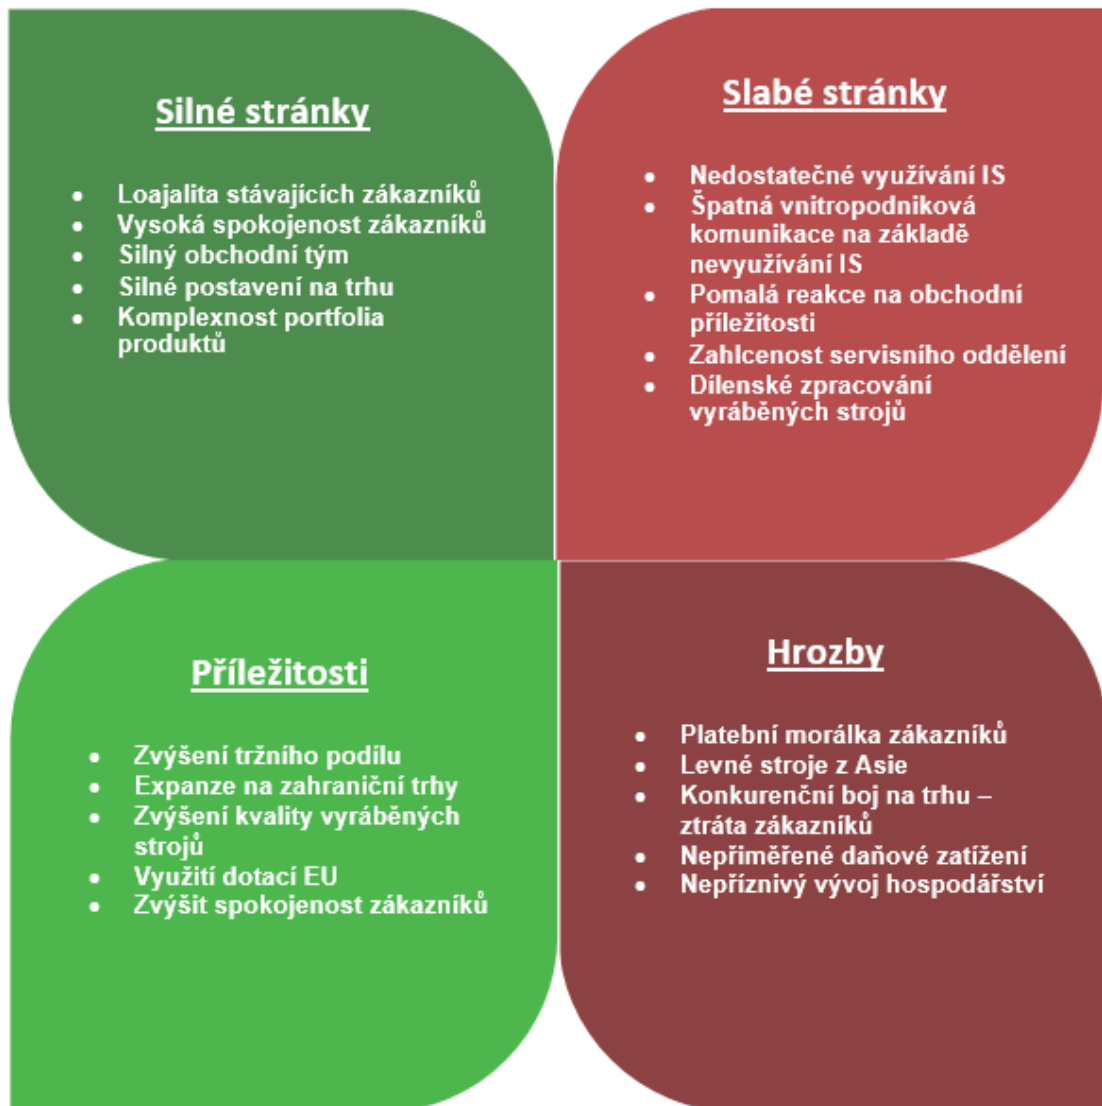 Silné stránky
• Loajalita stávajících zákazníků
• Vysoká spokojenost zákazníků
• Silný obchodní tým
• Silné postavení na trhu
• Komplexnost portfolia
produktů
Slabé stránky
• Nedostatečné využívání IS
• Špatná vnitropodniková
komunikace na základě
nevyužívání IS
• Pomalá reakce na obchodní
příležitosti
• Zahlcenost servisního oddělení
• Dílenské zpracování
vyráběných strojů
Příležitosti
• Zvýšení tržního podílu
• Expanze na zahraniční trhy
• Zvýšení kvality vyráběných
strojů
• Využití dotací EU
• Zvýšit spokojenost zákazníků
Hrozby
• Platební morálka zákazníků
• Levné stroje z Asie
• Konkurenční boj na trhu –
ztráta zákazníků
• Nepřiměřené daňové zatížení
• Nepříznivý vývoj hospodářství